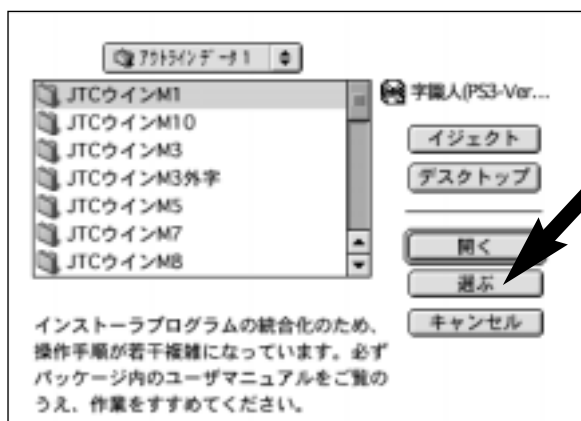 アウトラインデータ1
JTCウインM1
JTCウインM10
JTCウインM3
JTCウインM3外字
JTCウインM5
JTCウインM7
JTCウインM8
字園人(PS3-Ver...
イジェクト
デスクトップ
開く
選ぶ
キャンセル
インストーラプログラムの統合化のため、
操作手順が若干複雑になっています。必ず
パッケージ内のユーザマニュアルをご覧の
うえ、作業をすすめてください。